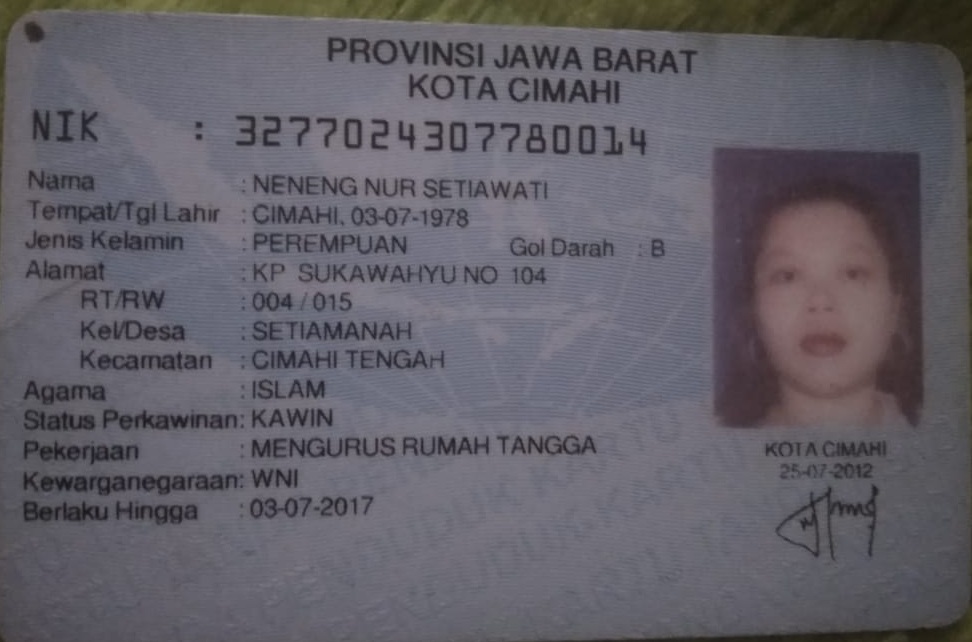 PROVINSI JAWA BARAT
KOTA CIMAHI
NIK : 3277024307780014
Nama : NENENG NUR SETIAWATI
Tempat/Tgl Lahir : CIMAHI, 03-07-1978
Jenis Kelamin : PEREMPUAN Gol Darah : B
Alamat : KP SUKAWAHYU NO 104
RT/RW : 004 / 015
Kel/Desa : SETIAMANAH
Kecamatan : CIMAHI TENGAH
Agama : ISLAM
Status Perkawinan: KAWIN
Pekerjaan : MENGURUS RUMAH TANGGA
Kewarganegaraan: WNI
Berlaku Hingga : 03-07-2017
KOTA CIMAHI
25-07-2012